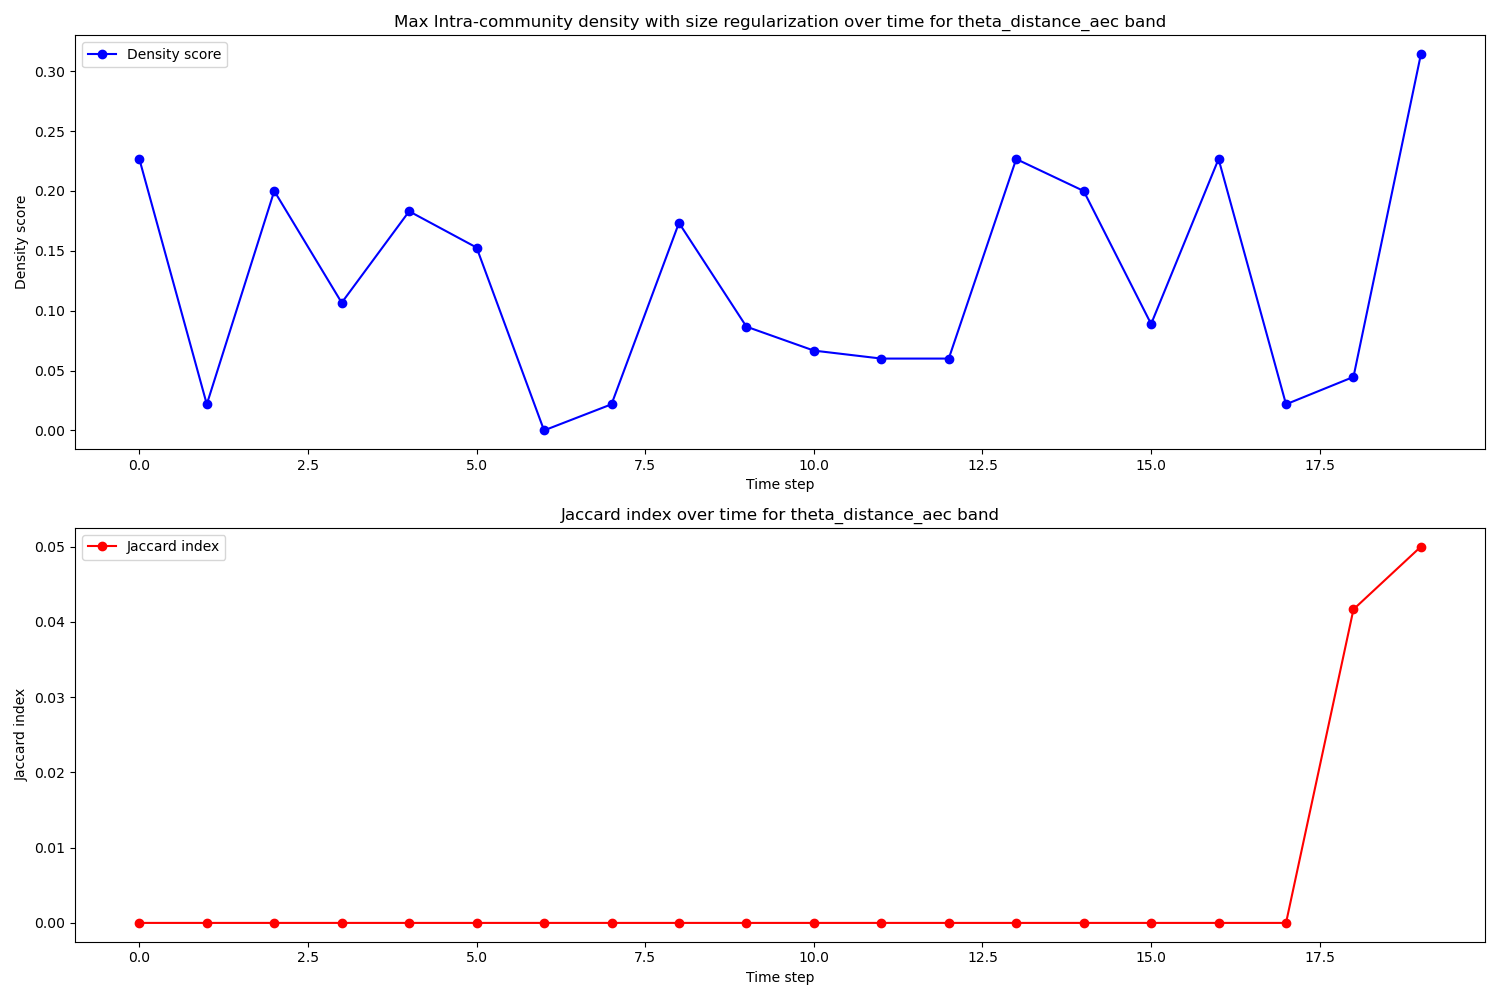 Max Intra-community density with size regularization over time for theta_distance_aec band
Density score
Density score
0.30
0.25
0.20
0.15
0.10
0.05
0.00
0.0 2.5 5.0 7.5 10.0 12.5 15.0 17.5
Time step
Jaccard index over time for theta_distance_aec band
Jaccard index
Jaccard index
0.05
0.04
0.03
0.02
0.01
0.00
0.0 2.5 5.0 7.5 10.0 12.5 15.0 17.5
Time step